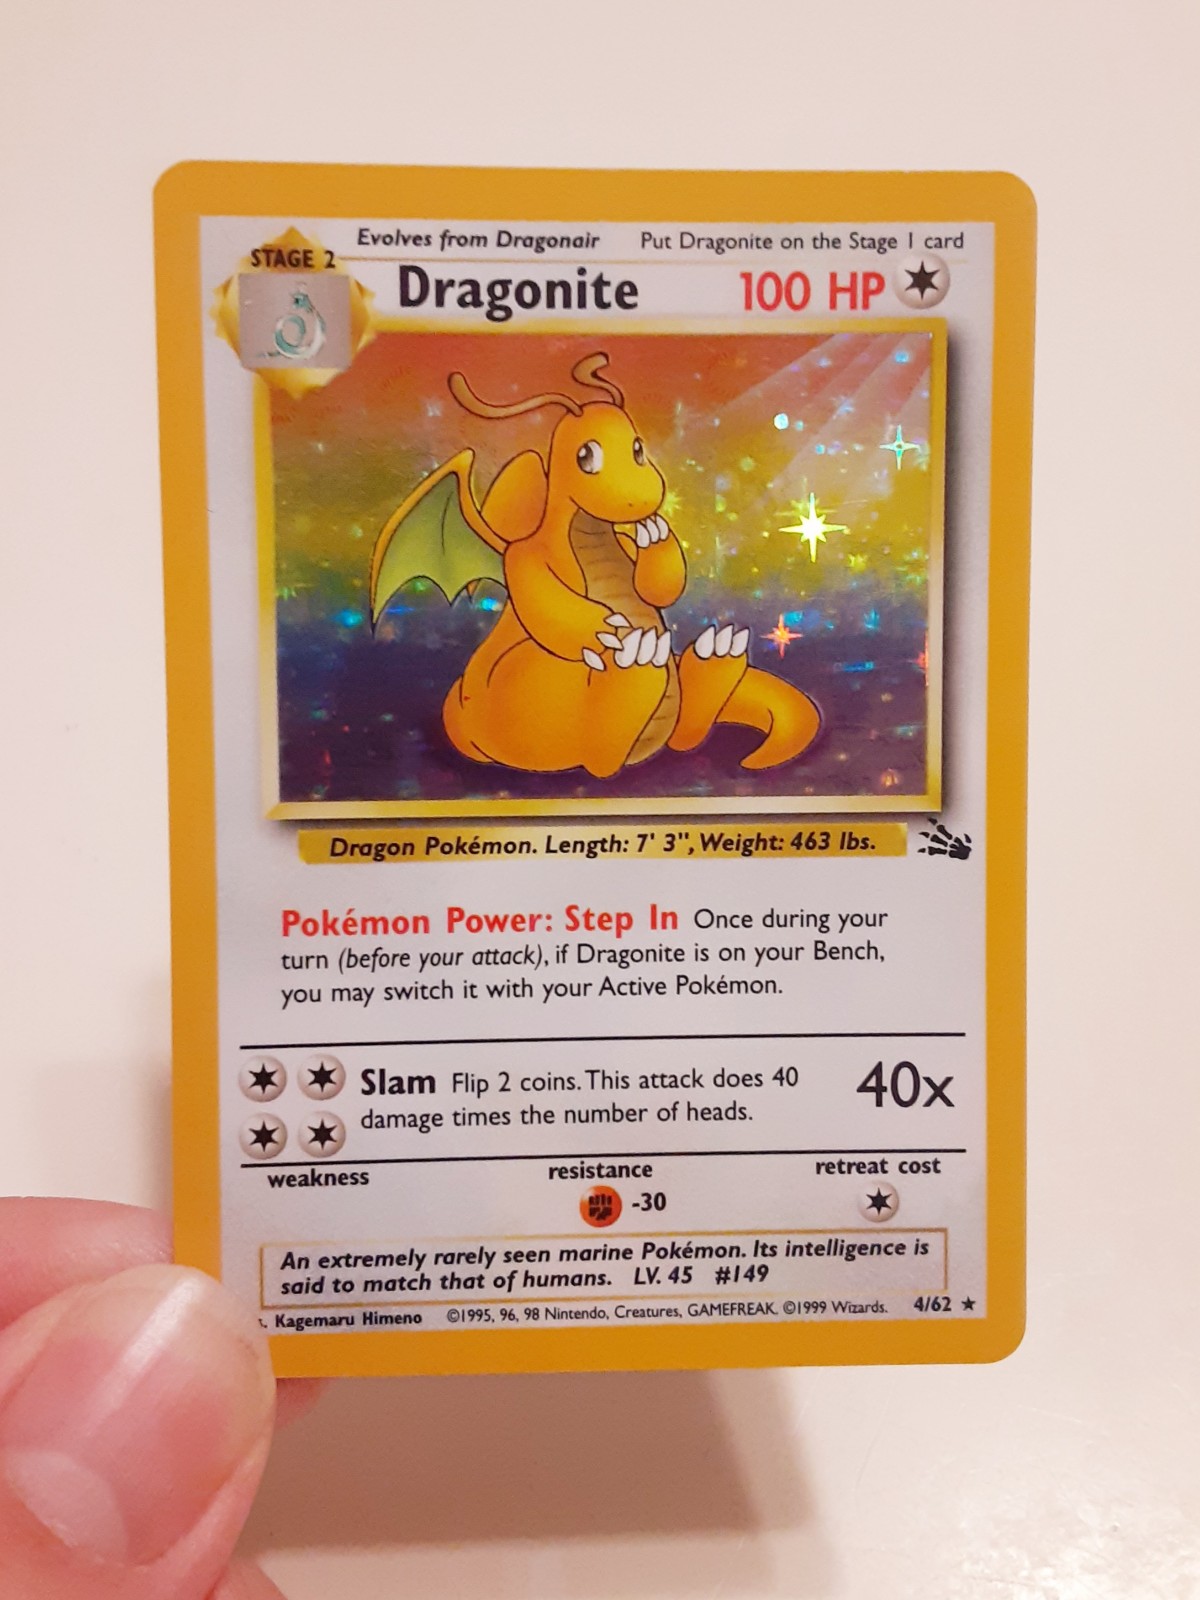 Evolves from Dragonair Put Dragonite on the Stage 1 card
STAGE 2
Dragonite 100 HP
Dragon Pokémon. Length: 7' 3", Weight: 463 lbs.
Pokémon Power: Step In Once during your
turn (before your attack), if Dragonite is on your Bench,
you may switch it with your Active Pokémon.
Slam Flip 2 coins. This attack does 40
damage times the number of heads.
40x
weakness resistance retreat cost
-30
An extremely rarely seen marine Pokémon. Its intelligence is
said to match that of humans. LV. 45 #149
Kagemaru Himeno ©1995, 96, 98 Nintendo, Creatures, GAMEFREAK. ©1999 Wizards. 4/62 ★